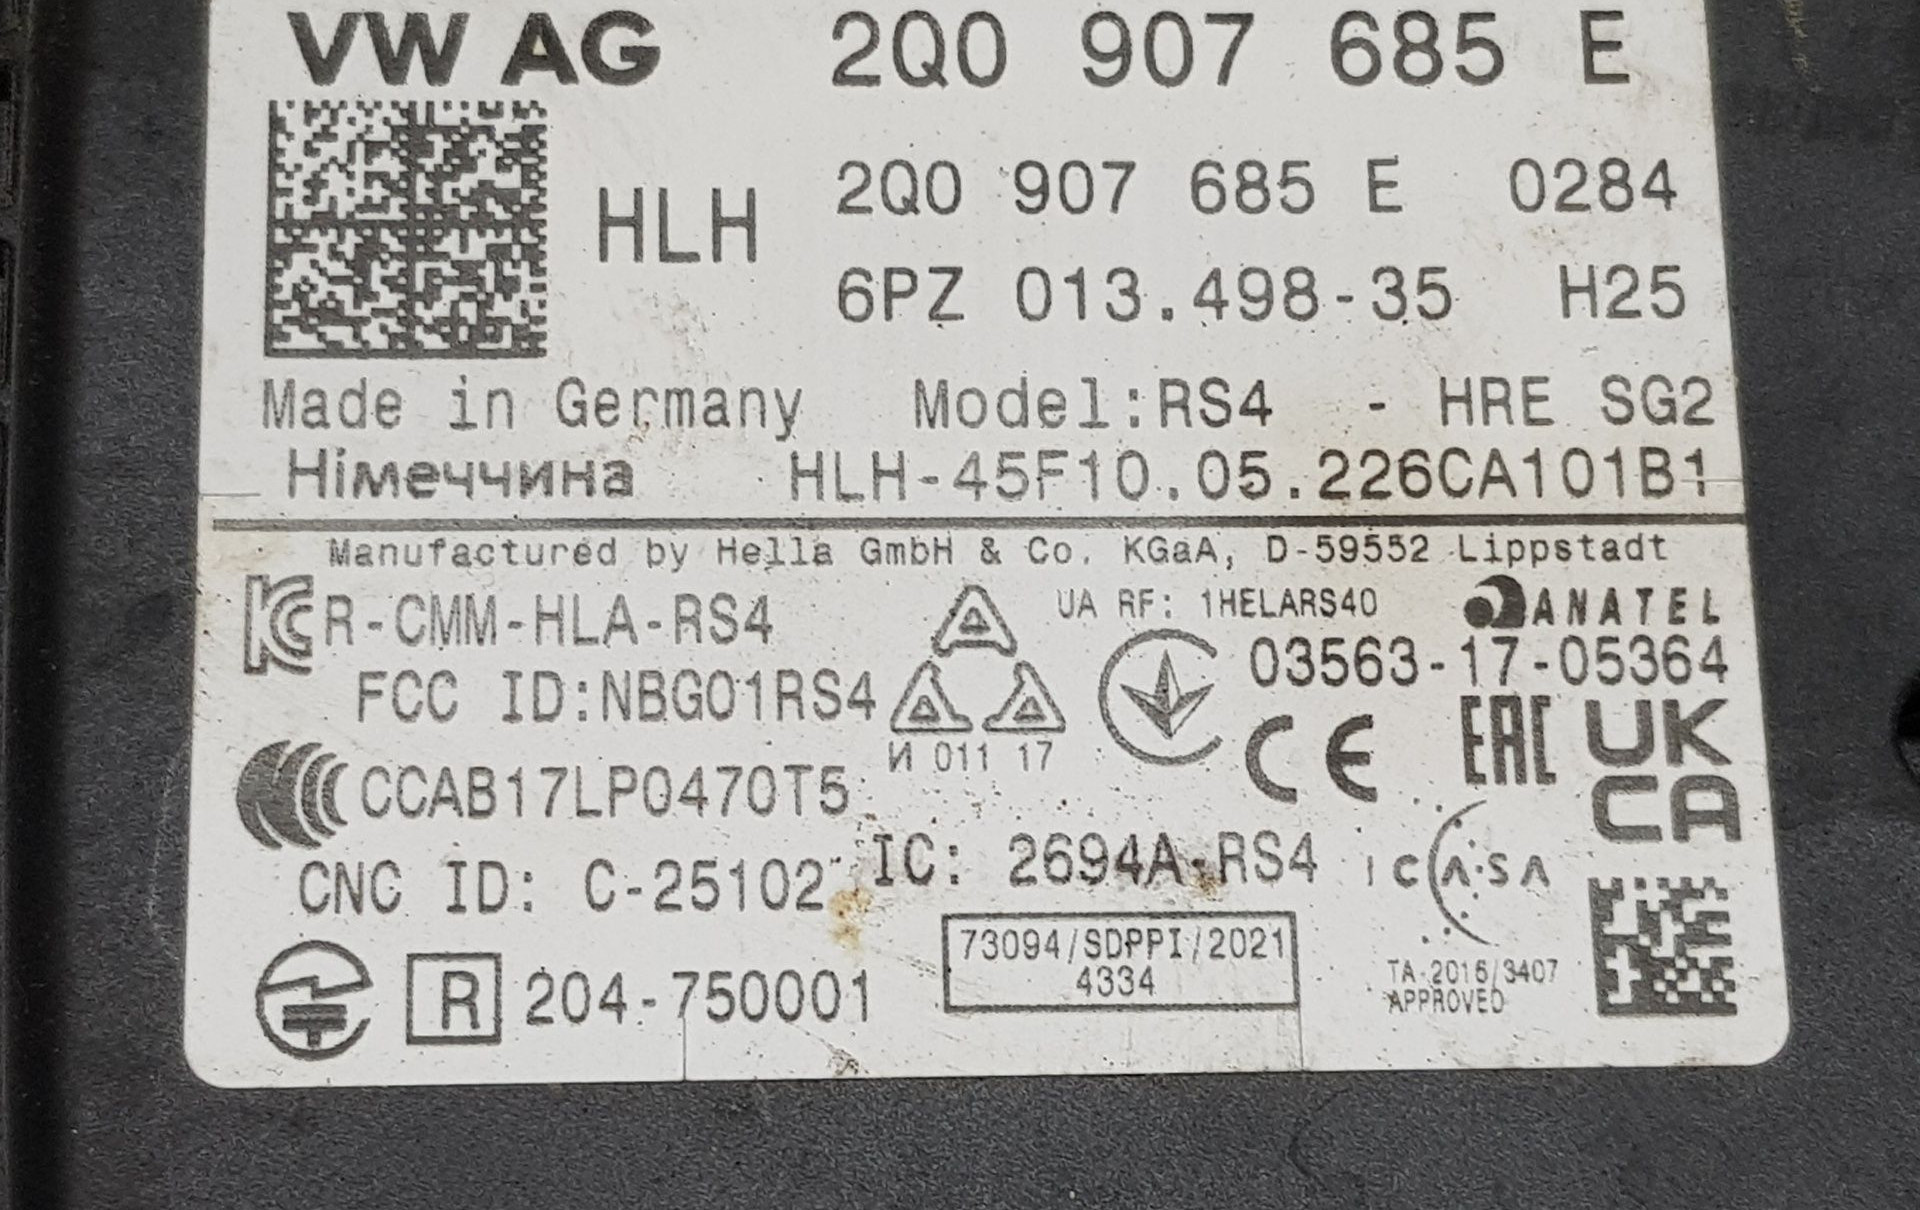 VW AG 2Q0 907 685 E
HLH 2Q0 907 685 E 0284
6PZ 013.498-35 H25
Made in Germany Model:RS4 - HRE SG2
Німеччина HLH-45F10.05.226CA101B1
Manufactured by Hella GmbH & Co. KGaA, D-59552 Lippstadt
R-CMM-HLA-RS4 UA RF: 1HELARS40 ANATEL
03563-17-05364
FCC ID:NBG01RS4
И 011 17
CE EAC UK
CA
CCAB17LP0470T5
CNC ID: C-25102 IC: 2694A-RS4 ICASA
R 204-750001
73094/SDPPI/2021
4334
TA-2016/3407
APPROVED